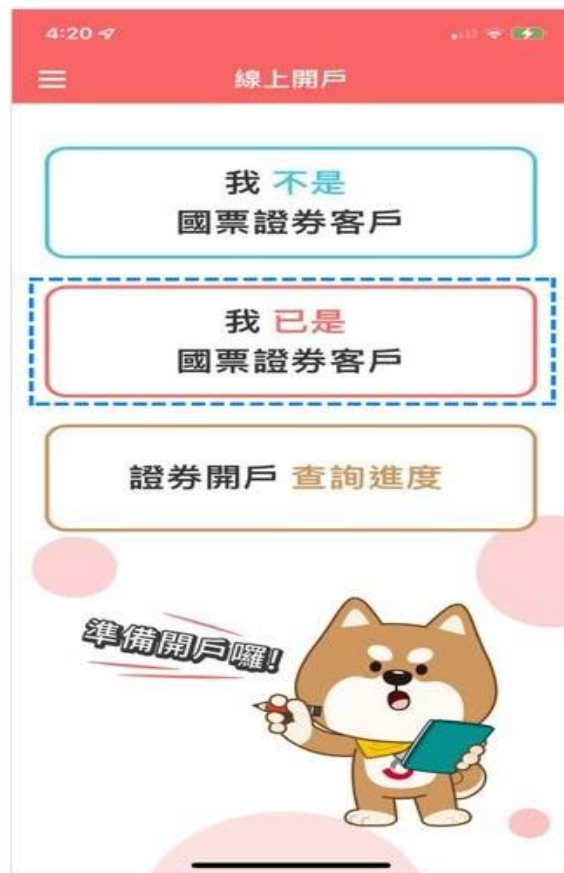 4:20
線上開戶
我 不是
國票證券客戶
我 已是
國票證券客戶
證券開戶 查詢進度
準備開戶囉!